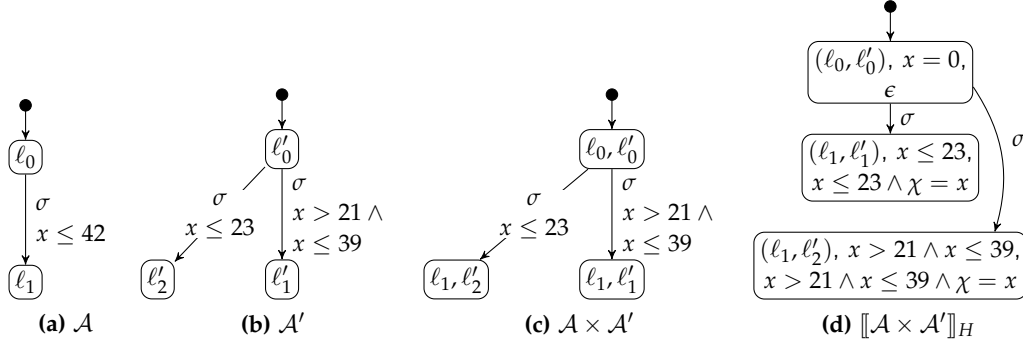 ℓ₀
σ
x ≤ 42
ℓ₁
(a) 𝒜
ℓ′₀
σ
x ≤ 23
σ
x > 21 ∧
x ≤ 39
ℓ′₂
ℓ′₁
(b) 𝒜′
ℓ₀, ℓ′₀
σ
x ≤ 23
σ
x > 21 ∧
x ≤ 39
ℓ₁, ℓ′₂
ℓ₁, ℓ′₁
(c) 𝒜 × 𝒜′
(ℓ₀, ℓ′₀), x = 0,
ϵ
σ
σ
(ℓ₁, ℓ′₁), x ≤ 23,
x ≤ 23 ∧ χ = x
(ℓ₁, ℓ′₂), x > 21 ∧ x ≤ 39,
x > 21 ∧ x ≤ 39 ∧ χ = x
(d) ⟦𝒜 × 𝒜′⟧H